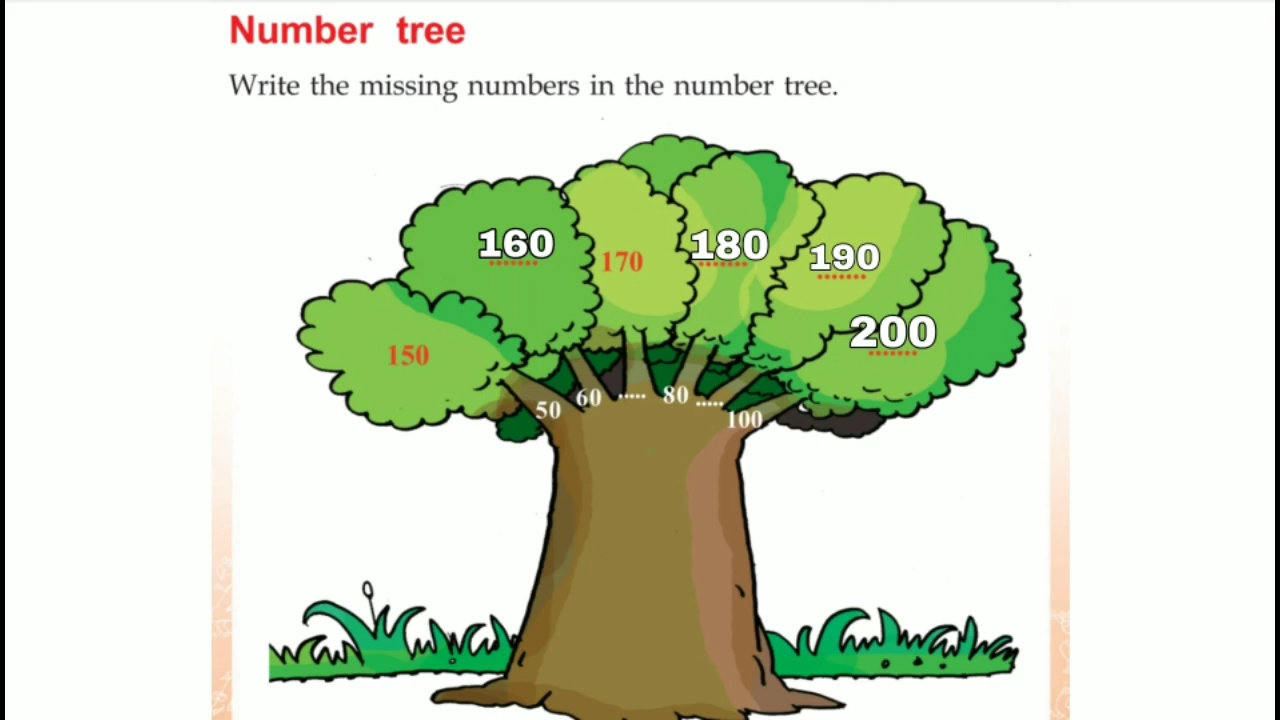 Number tree
Write the missing numbers in the number tree.
160 170 180 190
200
150
50 60 ..... 80 ..... 100